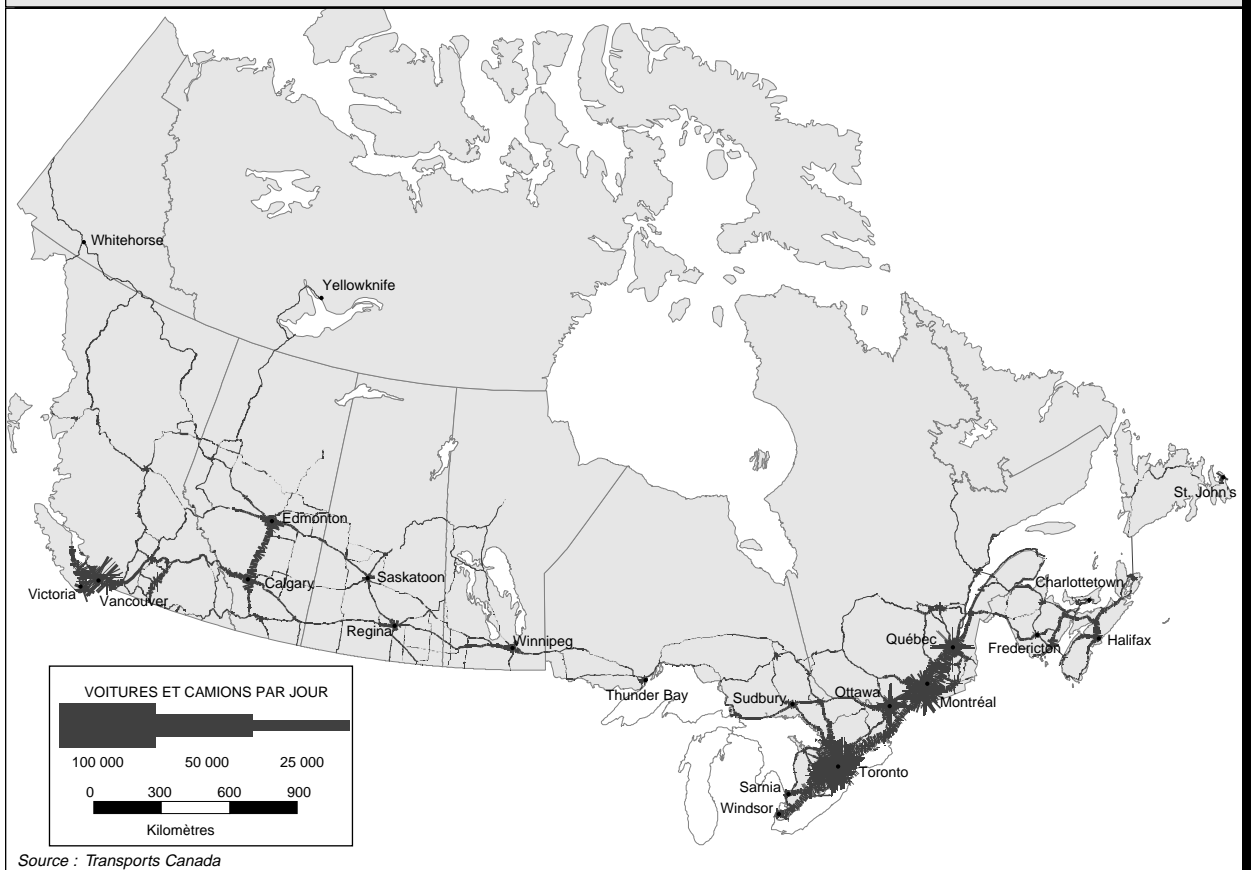 Whitehorse
Yellowknife
Edmonton
St. John's
Calgary
Saskatoon
Charlottetown
Victoria
Vancouver
Regina
Winnipeg
Québec
Fredericton
Halifax
Thunder Bay
Sudbury
Ottawa
Montréal
Toronto
Sarnia
Windsor
VOITURES ET CAMIONS PAR JOUR
100 000 50 000 25 000
0 300 600 900
Kilomètres
Source : Transports Canada